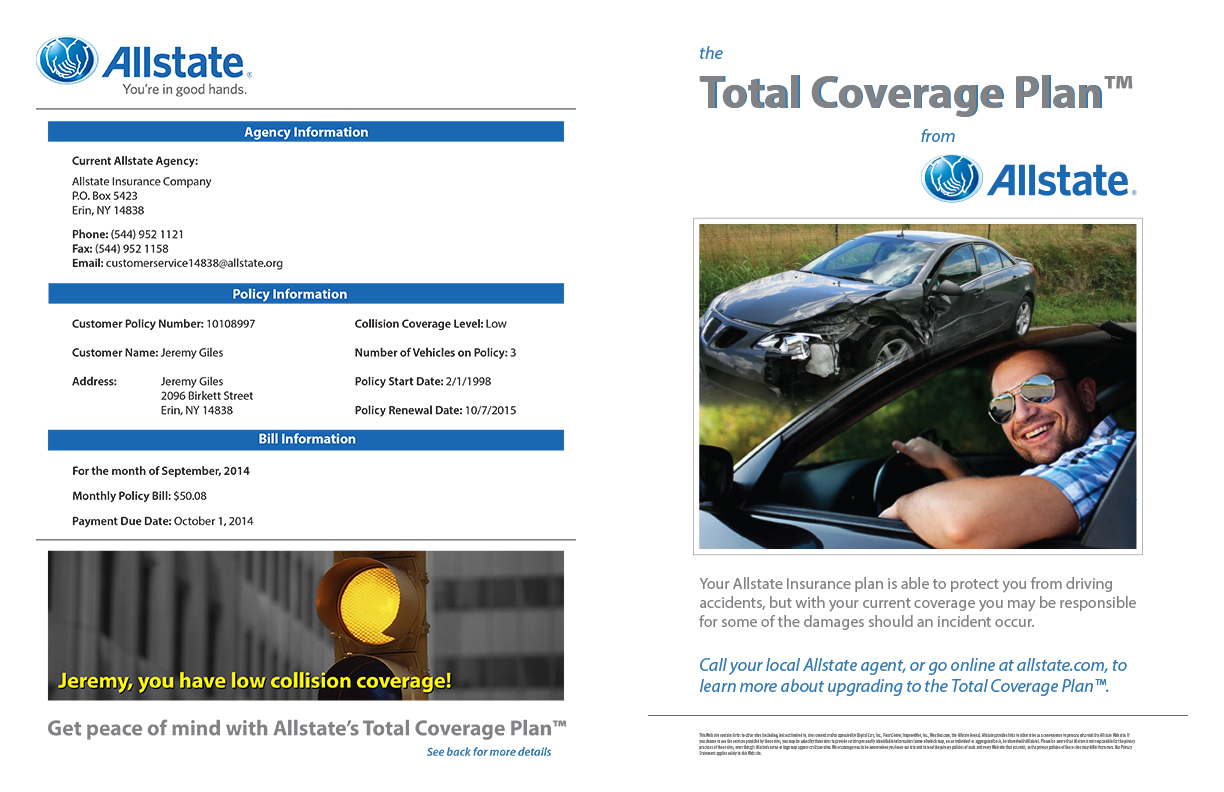 Allstate®
You're in good hands.
Agency Information
Current Allstate Agency:
Allstate Insurance Company
P.O. Box 5423
Erin, NY 14838
Phone: (544) 952 1121
Fax: (544) 952 1158
Email: customerservice14838@allstate.org
Policy Information
Customer Policy Number: 10108997
Collision Coverage Level: Low
Customer Name: Jeremy Giles
Number of Vehicles on Policy: 3
Address: Jeremy Giles
2096 Birkett Street
Erin, NY 14838
Policy Start Date: 2/1/1998
Policy Renewal Date: 10/7/2015
Bill Information
For the month of September, 2014
Monthly Policy Bill: $50.08
Payment Due Date: October 1, 2014
Jeremy, you have low collision coverage!
Get peace of mind with Allstate's Total Coverage Plan™
See back for more details
the
Total Coverage Plan™
from
Allstate®
Your Allstate Insurance plan is able to protect you from driving
accidents, but with your current coverage you may be responsible
for some of the damages should an incident occur.
Call your local Allstate agent, or go online at allstate.com, to
learn more about upgrading to the Total Coverage Plan™.